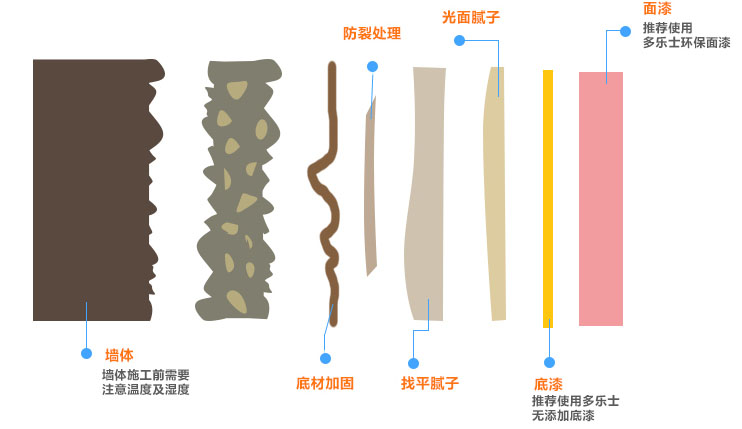 面漆
推荐使用
多乐士环保面漆
光面腻子
防裂处理
墙体
墙体施工前需要
注意温度及湿度
底材加固
找平腻子
底漆
推荐使用多乐士
无添加底漆